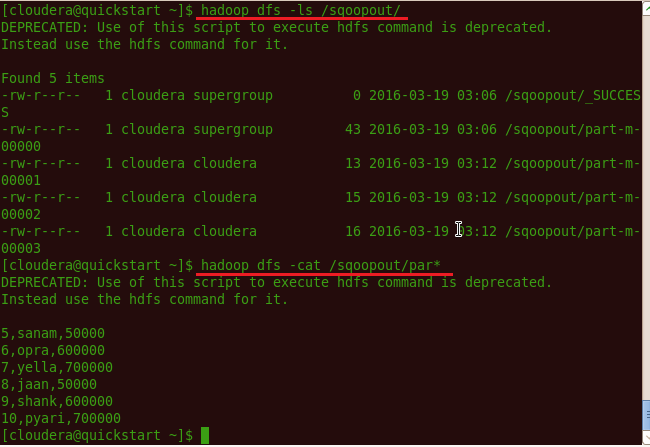 [cloudera@quickstart ~]$ hadoop dfs -ls /sqoopout/
DEPRECATED: Use of this script to execute hdfs command is deprecated.
Instead use the hdfs command for it.
Found 5 items
-rw-r--r--   1 cloudera supergroup          0 2016-03-19 03:06 /sqoopout/_SUCCES
S
-rw-r--r--   1 cloudera supergroup         43 2016-03-19 03:06 /sqoopout/part-m-
00000
-rw-r--r--   1 cloudera cloudera           13 2016-03-19 03:12 /sqoopout/part-m-
00001
-rw-r--r--   1 cloudera cloudera           15 2016-03-19 03:12 /sqoopout/part-m-
00002
-rw-r--r--   1 cloudera cloudera           16 2016-03-19 03:12 /sqoopout/part-m-
00003
[cloudera@quickstart ~]$ hadoop dfs -cat /sqoopout/par*
DEPRECATED: Use of this script to execute hdfs command is deprecated.
Instead use the hdfs command for it.
5,sanam,50000
6,opra,600000
7,yella,700000
8,jaan,50000
9,shank,600000
10,pyari,700000
[cloudera@quickstart ~]$